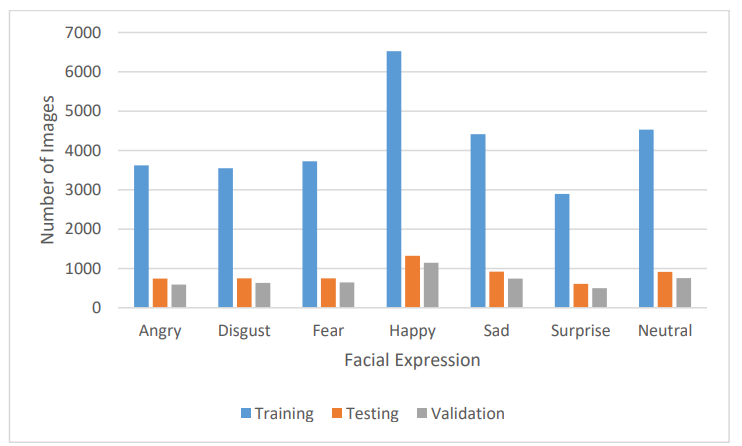 7000
6000
5000
4000
3000
2000
1000
0
Number of Images
Angry Disgust Fear Happy Sad Surprise Neutral
Facial Expression
Training Testing Validation